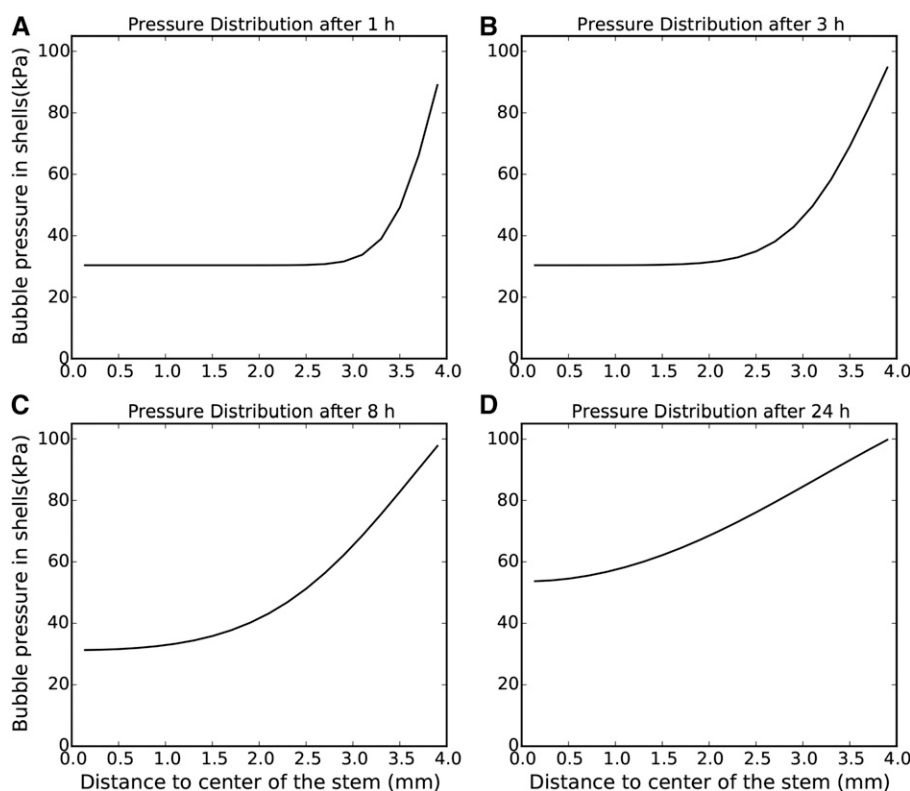 A
Pressure Distribution after 1 h
Bubble pressure in shells(kPa)
100
80
60
40
20
0
0.0 0.5 1.0 1.5 2.0 2.5 3.0 3.5 4.0
B
Pressure Distribution after 3 h
100
80
60
40
20
0
0.0 0.5 1.0 1.5 2.0 2.5 3.0 3.5 4.0
C
Pressure Distribution after 8 h
Bubble pressure in shells(kPa)
100
80
60
40
20
0
0.0 0.5 1.0 1.5 2.0 2.5 3.0 3.5 4.0
Distance to center of the stem (mm)
D
Pressure Distribution after 24 h
100
80
60
40
20
0
0.0 0.5 1.0 1.5 2.0 2.5 3.0 3.5 4.0
Distance to center of the stem (mm)